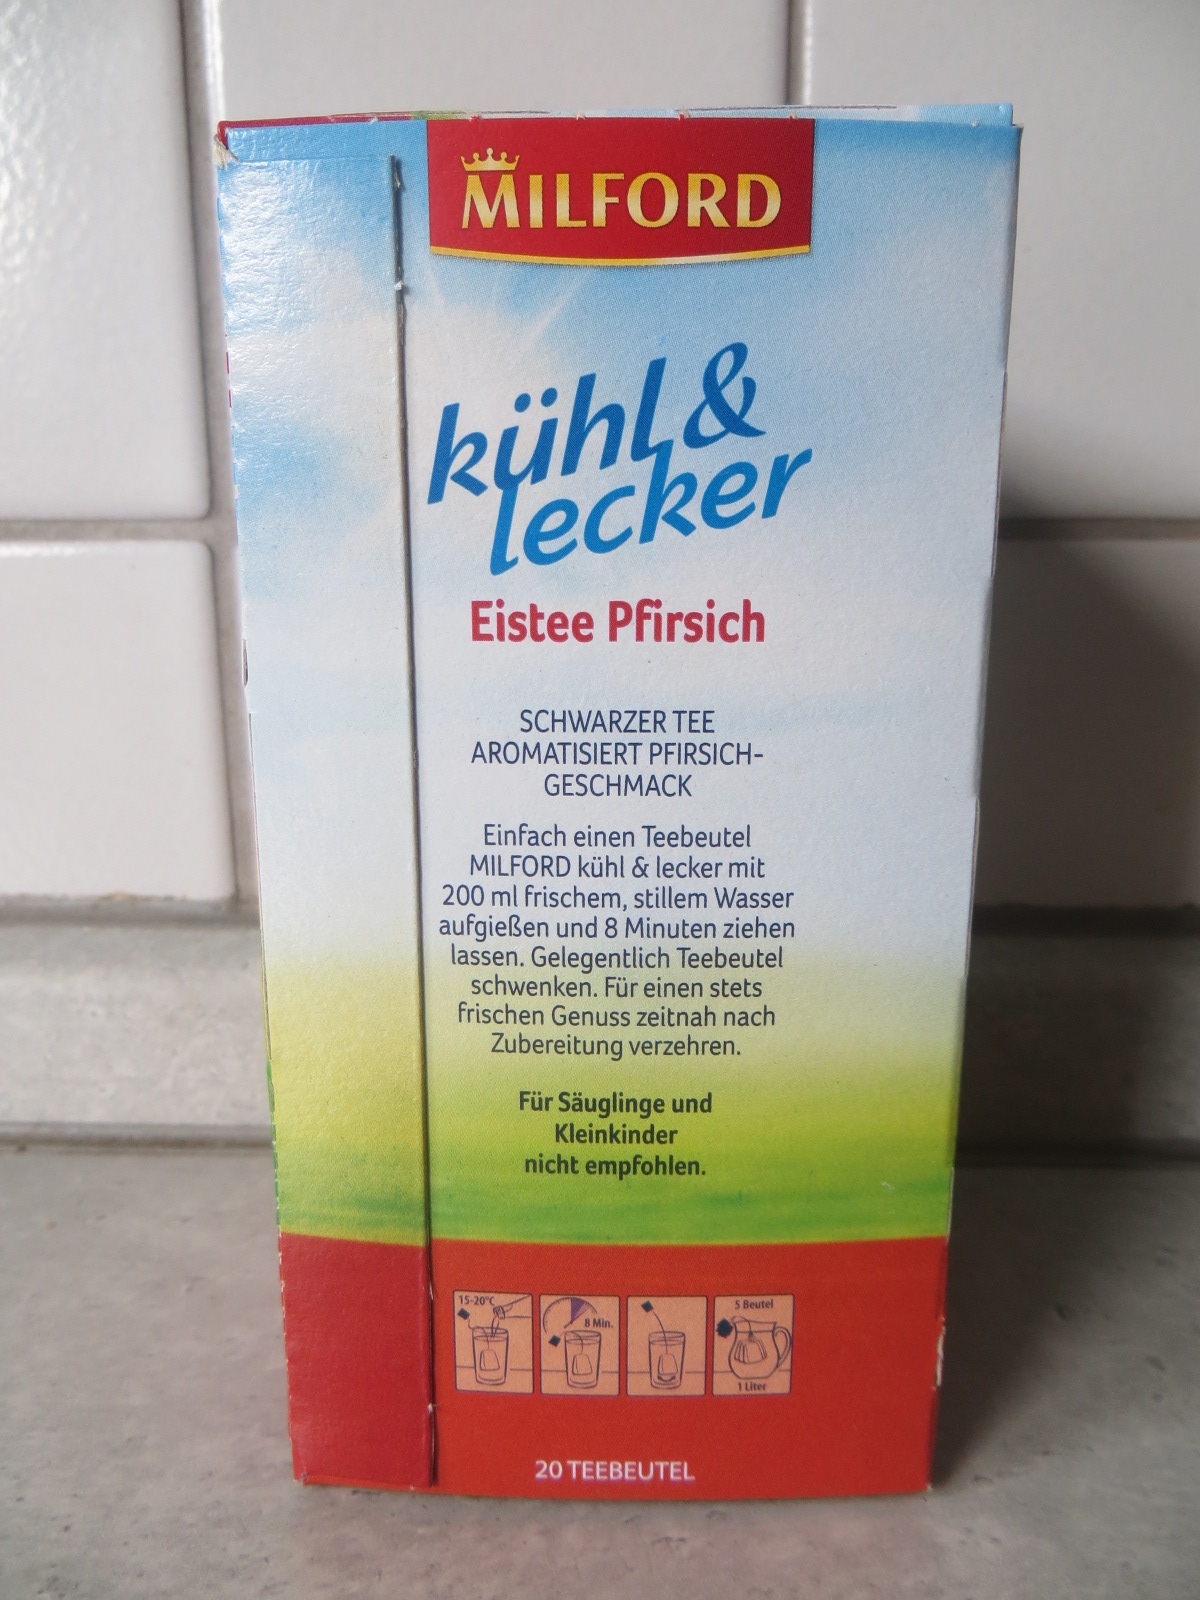 MILFORD
kühl &
lecker
Eistee Pfirsich
SCHWARZER TEE
AROMATISIERT PFIRSICH-
GESCHMACK
Einfach einen Teebeutel
MILFORD kühl & lecker mit
200 ml frischem, stillem Wasser
aufgießen und 8 Minuten ziehen
lassen. Gelegentlich Teebeutel
schwenken. Für einen stets
frischen Genuss zeitnah nach
Zubereitung verzehren.
Für Säuglinge und
Kleinkinder
nicht empfohlen.
15-20°C
8 Min.
5 Beutel
1 Liter
20 TEEBEUTEL